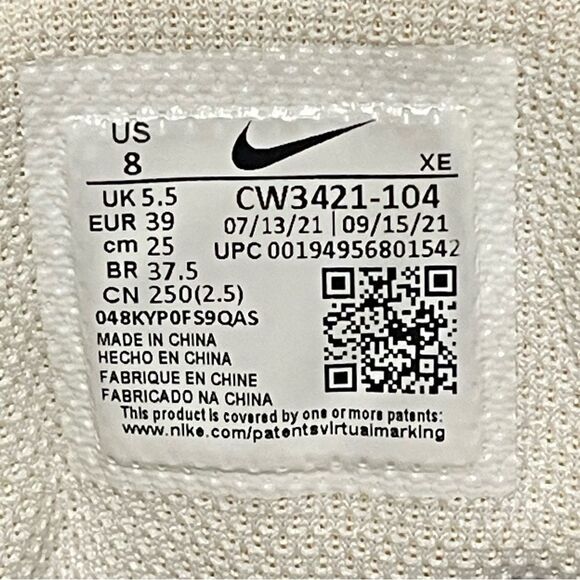 US
8
XE
UK 5.5
EUR 39
cm 25
BR 37.5
CN 250(2.5)
CW3421-104
07/13/21 | 09/15/21
UPC 00194956801542
048KYP0FS9QAS
MADE IN CHINA
HECHO EN CHINA
FABRIQUE EN CHINE
FABRICADO NA CHINA
This product is covered by one or more patents:
www.nike.com/patentsvirtualmarking